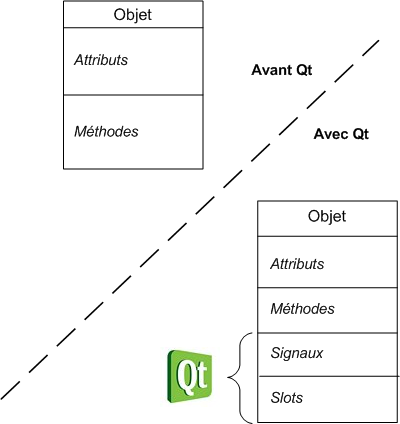 Objet
Attributs
Méthodes
Avant Qt
Avec Qt
Objet
Attributs
Méthodes
Signaux
Slots
Qt